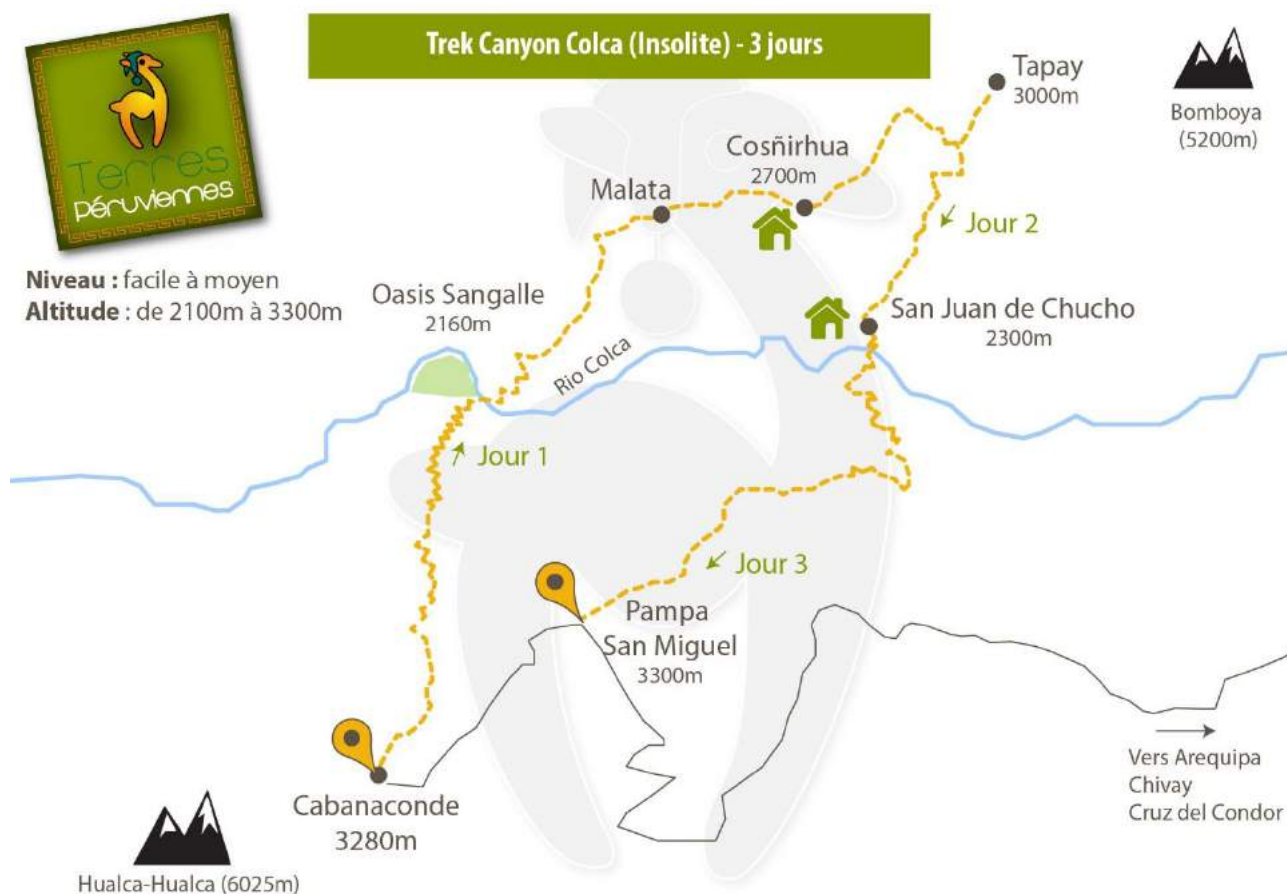 Trek Canyon Colca (Insolite) - 3 jours
Terres
Péruviennes
Niveau : facile à moyen
Altitude : de 2100m à 3300m
Tapay
3000m
Bomboya
(5200m)
Cosñirhua
2700m
Malata
Jour 2
Oasis Sangalle
2160m
San Juan de Chucho
2300m
Rio Colca
Jour 1
Jour 3
Pampa
San Miguel
3300m
Cabanaconde
3280m
Vers Arequipa
Chivay
Cruz del Condor
Hualca-Hualca (6025m)